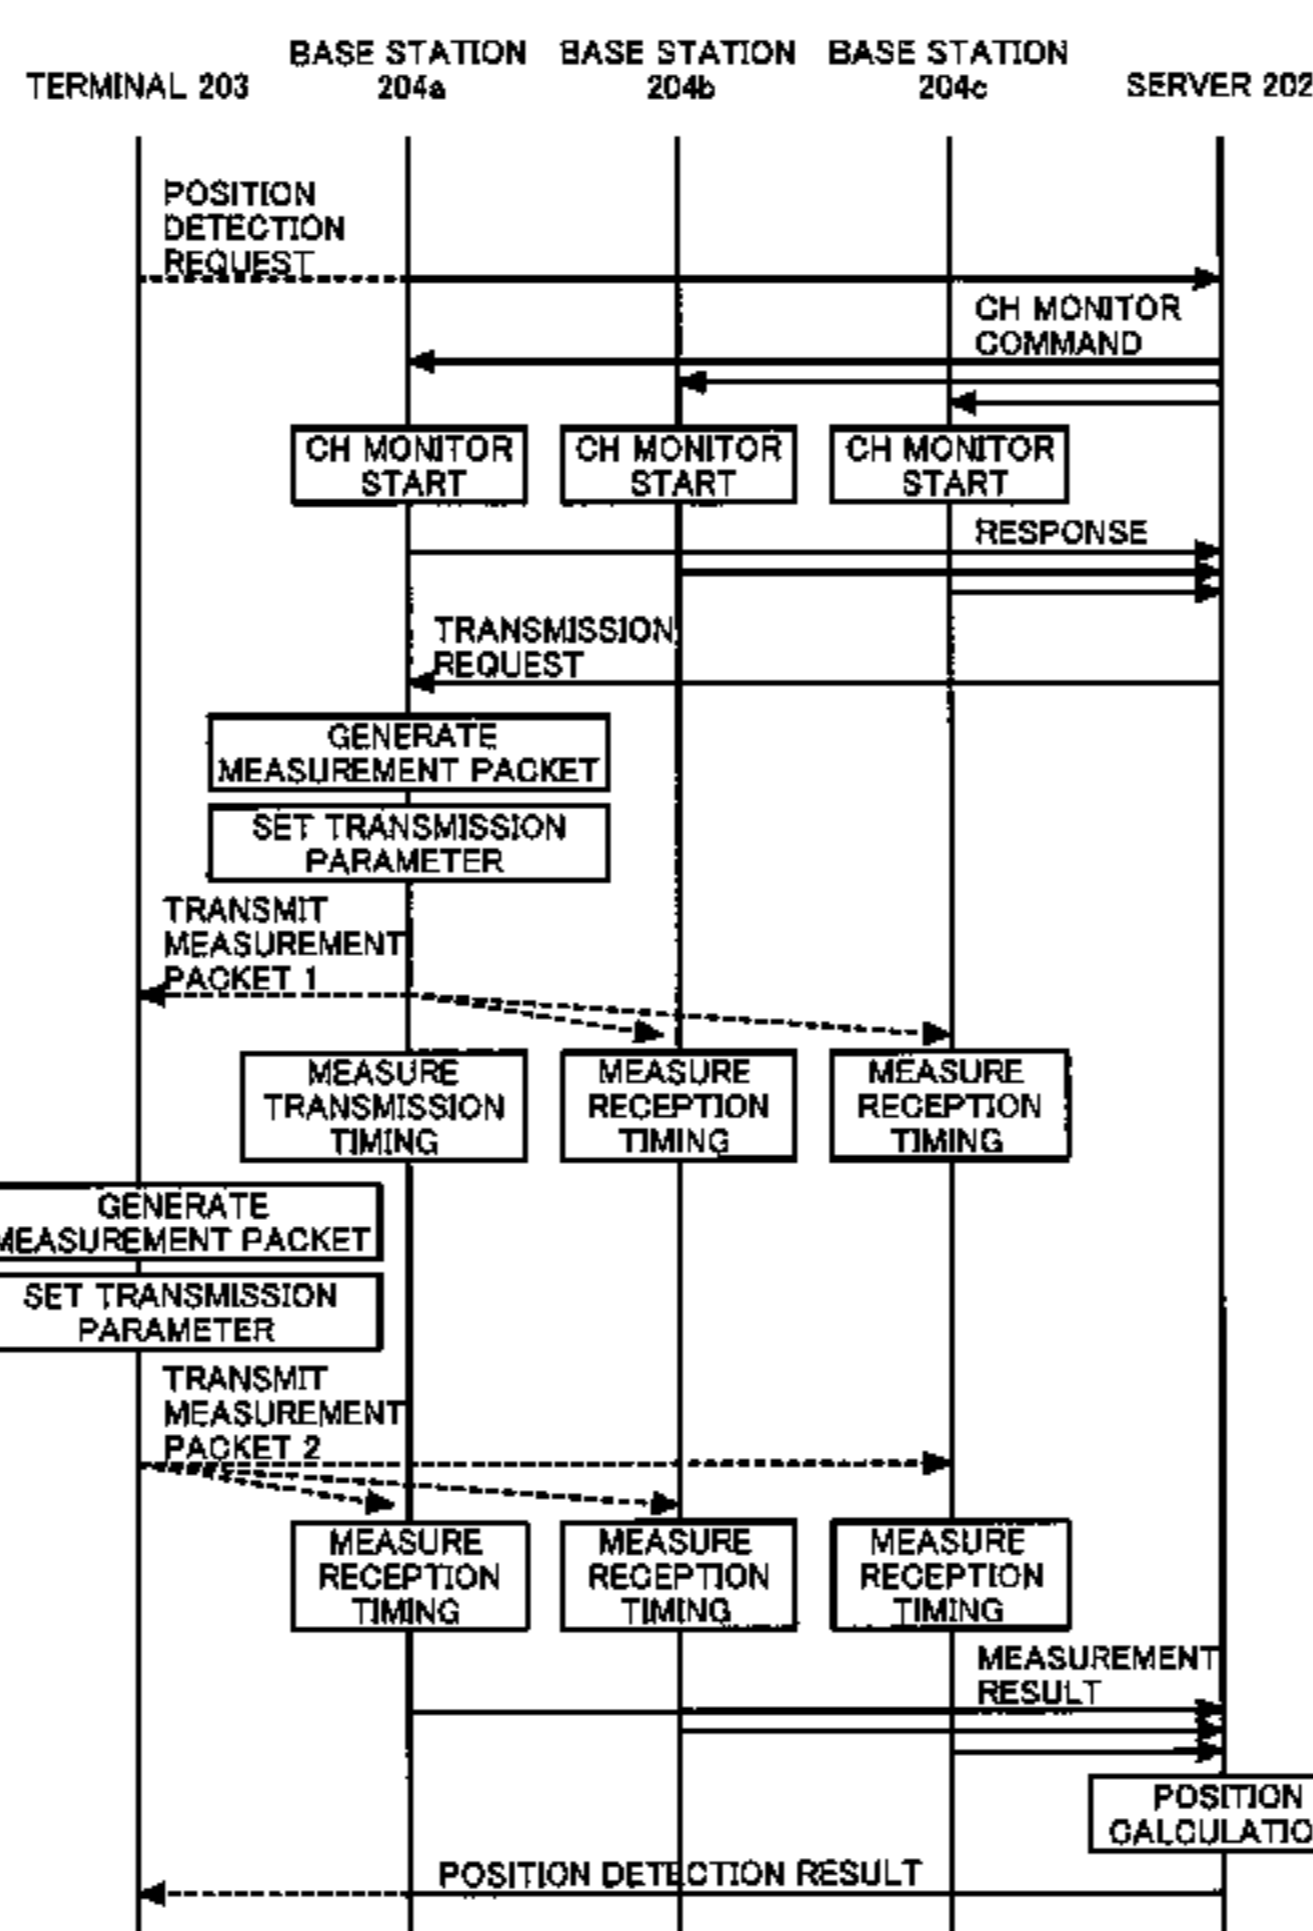 TERMINAL 203
BASE STATION
204a
BASE STATION
204b
BASE STATION
204c
SERVER 202
POSITION
DETECTION
REQUEST
CH MONITOR
COMMAND
CH MONITOR
START
CH MONITOR
START
CH MONITOR
START
RESPONSE
TRANSMISSION
REQUEST
GENERATE
MEASUREMENT PACKET
SET TRANSMISSION
PARAMETER
TRANSMIT
MEASUREMENT
PACKET 1
MEASURE
TRANSMISSION
TIMING
MEASURE
RECEPTION
TIMING
MEASURE
RECEPTION
TIMING
GENERATE
MEASUREMENT PACKET
SET TRANSMISSION
PARAMETER
TRANSMIT
MEASUREMENT
PACKET 2
MEASURE
RECEPTION
TIMING
MEASURE
RECEPTION
TIMING
MEASURE
RECEPTION
TIMING
MEASUREMENT
RESULT
POSITION
CALCULATIO
POSITION DETECTION RESULT